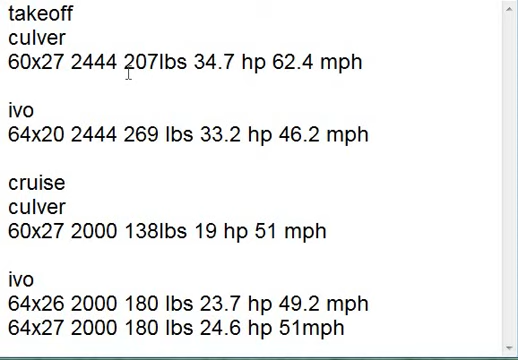 takeoff
culver
60x27 2444 207lbs 34.7 hp 62.4 mph
ivo
64x20 2444 269 lbs 33.2 hp 46.2 mph
cruise
culver
60x27 2000 138lbs 19 hp 51 mph
ivo
64x26 2000 180 lbs 23.7 hp 49.2 mph
64x27 2000 180 lbs 24.6 hp 51mph